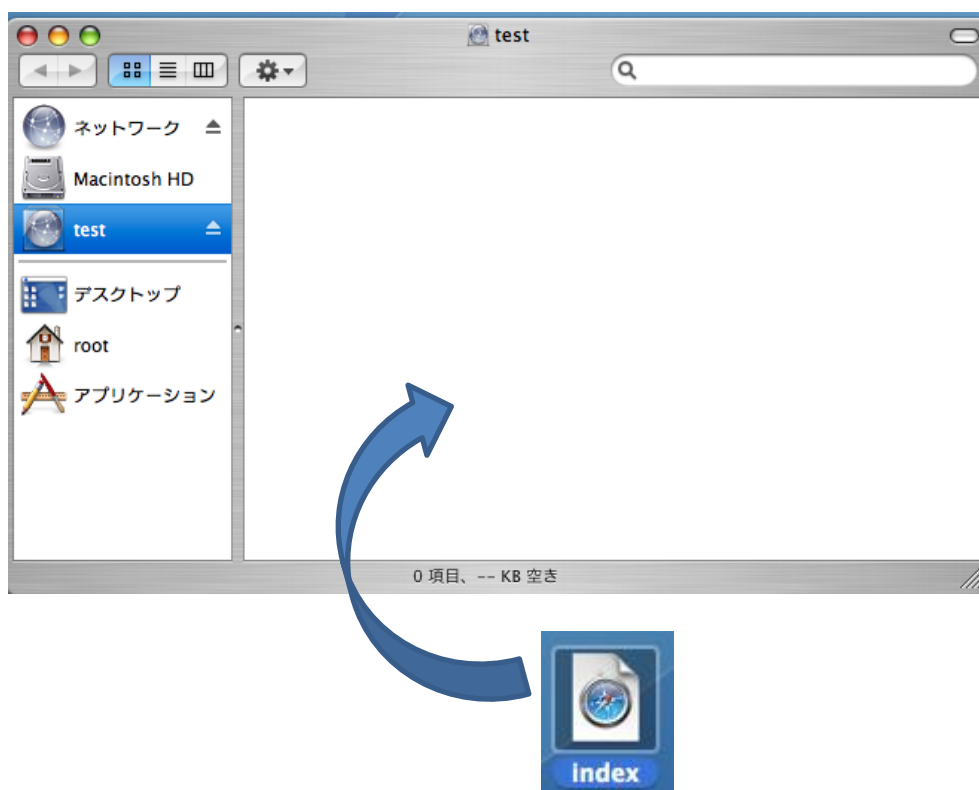 test
ネットワーク
Macintosh HD
test
デスクトップ
root
アプリケーション
0 項目、-- KB 空き
index